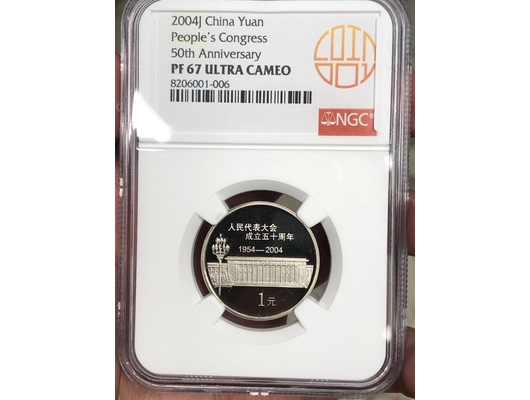 2004J China Yuan
People's Congress
50th Anniversary
PF 67 ULTRA CAMEO
8206001-006
COIN
NGC
人民代表大会
成立五十周年
1954—2004
1元